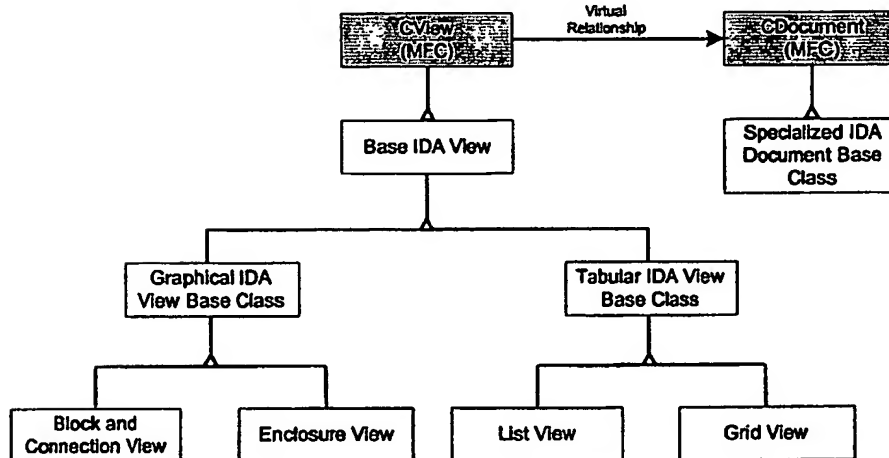 CView
(MFC)
Virtual
Relationship
CDocument
(MFC)
Base IDA View
Specialized IDA
Document Base
Class
Graphical IDA
View Base Class
Tabular IDA View
Base Class
Block and
Connection View
Enclosure View
List View
Grid View